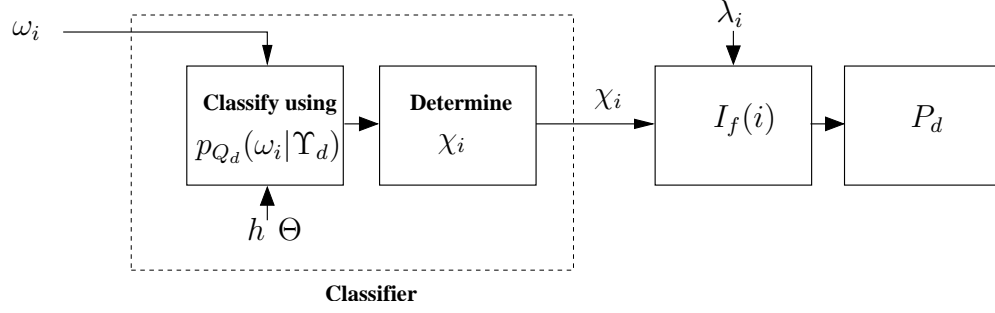 ω_i
λ_i
Classify using
p_{Q_d}(ω_i|Υ_d)
Determine
χ_i
χ_i
I_f(i)
P_d
h Θ
Classifier